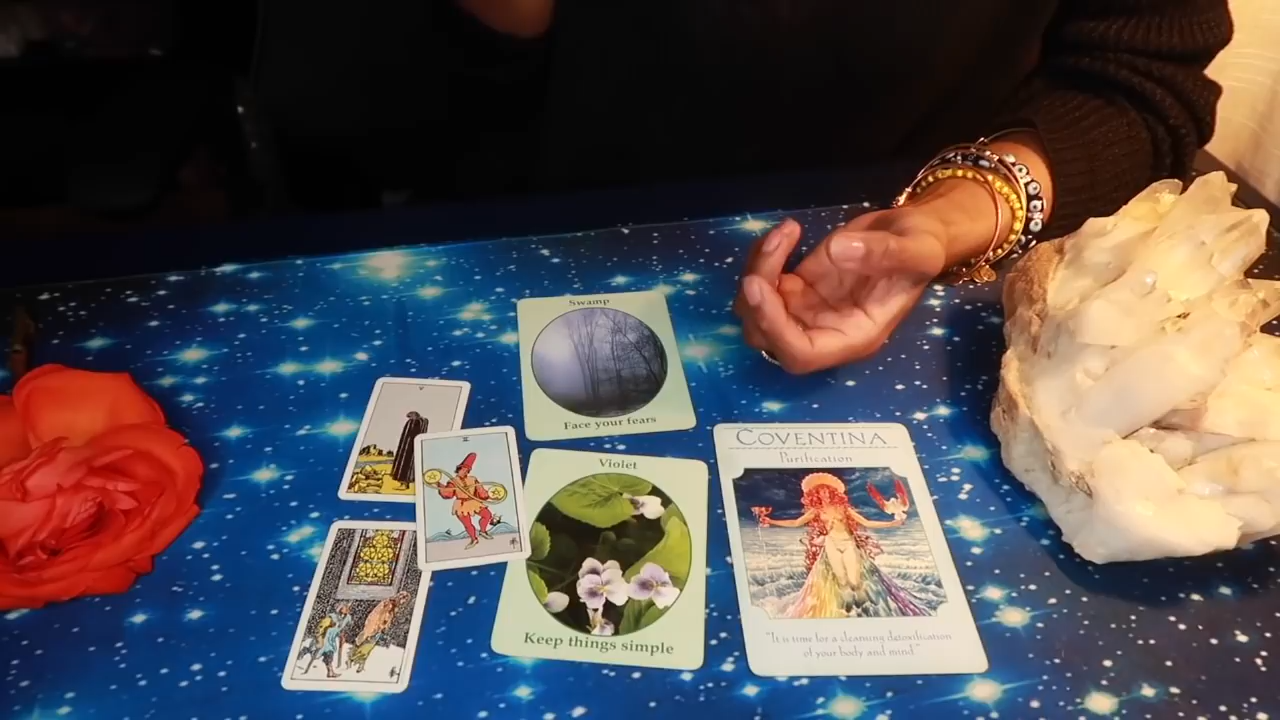 V
II
Swamp
Face your fears
Violet
Keep things simple
COVENTINA
Purification
"It is time for a cleansing detoxification
of your body and mind"